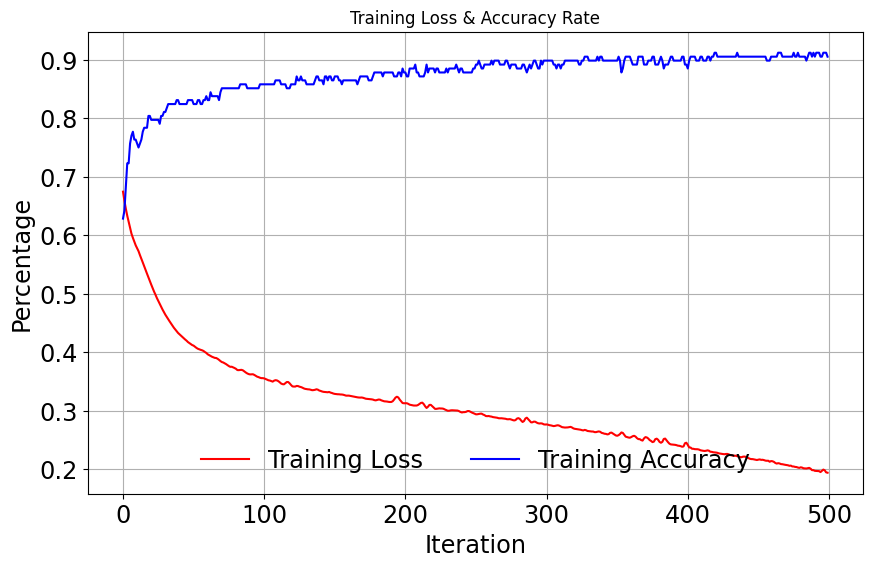 Training Loss & Accuracy Rate
0.9
0.8
0.7
0.6
0.5
0.4
0.3
0.2
Percentage
Training Loss
Training Accuracy
0
100
200
300
400
500
Iteration